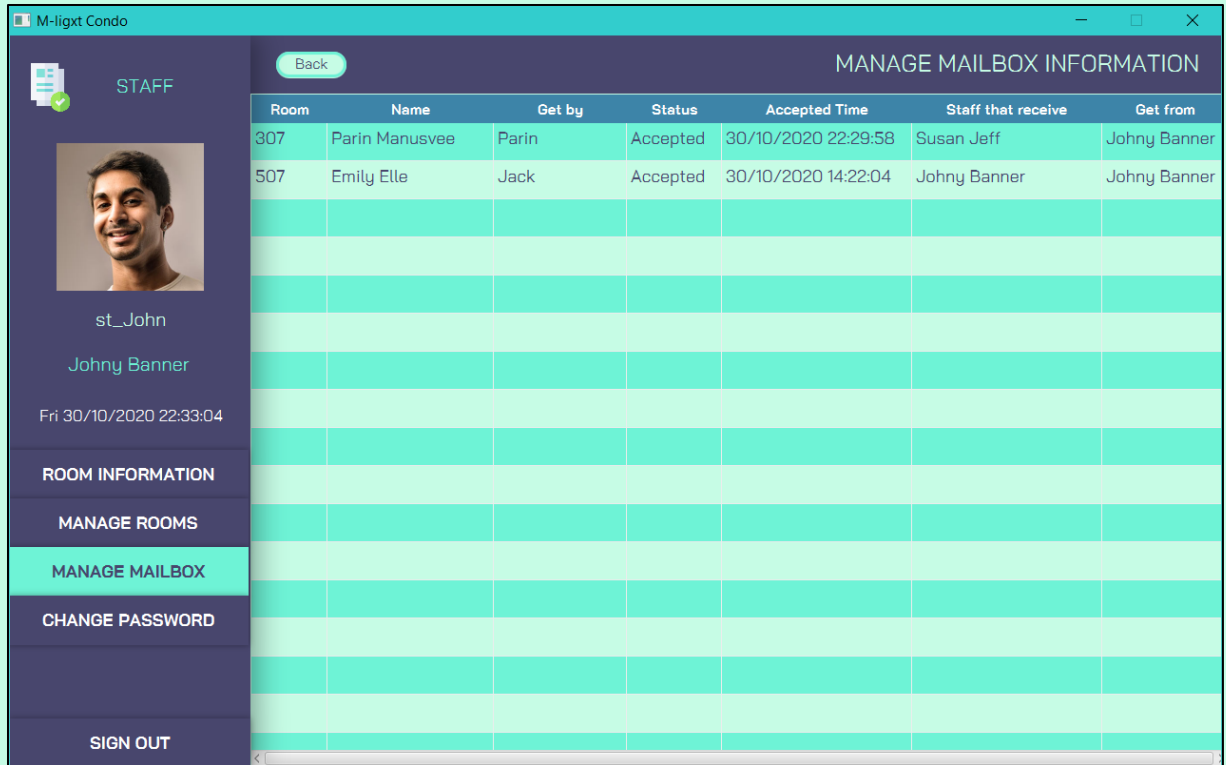 M-ligxt Condo
STAFF
st_John
Johny Banner
Fri 30/10/2020 22:33:04
ROOM INFORMATION
MANAGE ROOMS
MANAGE MAILBOX
CHANGE PASSWORD
SIGN OUT
Back
MANAGE MAILBOX INFORMATION
Room Name Get by Status Accepted Time Staff that receive Get from
307 Parin Manusvee Parin Accepted 30/10/2020 22:29:58 Susan Jeff Johny Banner
507 Emily Elle Jack Accepted 30/10/2020 14:22:04 Johny Banner Johny Banner